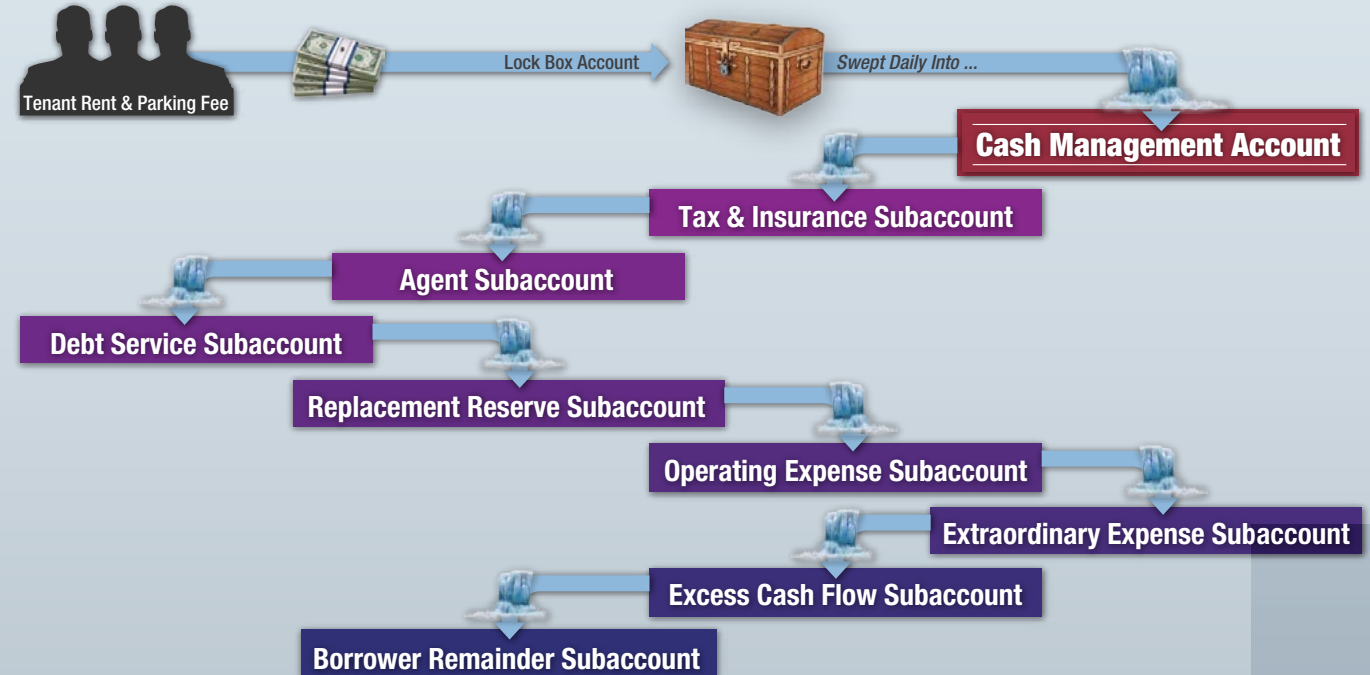 Tenant Rent & Parking Fee
Lock Box Account
Swept Daily Into ...
Cash Management Account
Tax & Insurance Subaccount
Agent Subaccount
Debt Service Subaccount
Replacement Reserve Subaccount
Operating Expense Subaccount
Extraordinary Expense Subaccount
Excess Cash Flow Subaccount
Borrower Remainder Subaccount